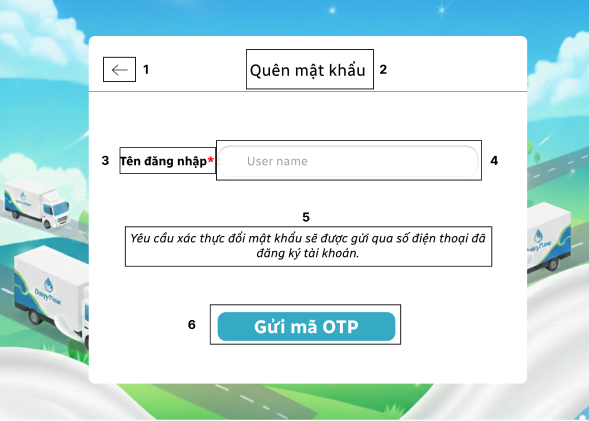 1
Quên mật khẩu
2
3
Tên đăng nhập*
User name
4
5
Yêu cầu xác thực đổi mật khẩu sẽ được gửi qua số điện thoại đã
đăng ký tài khoản.
6
Gửi mã OTP